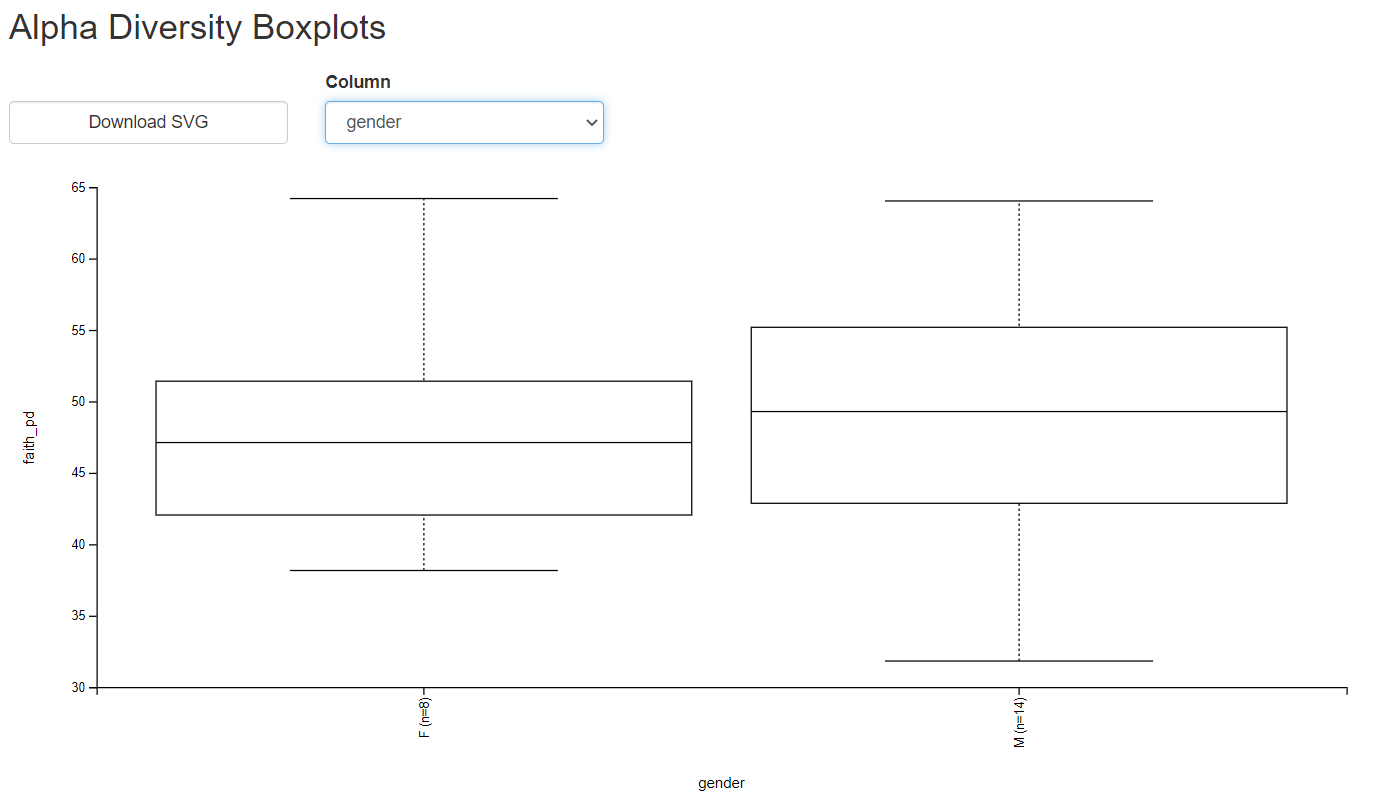 Alpha Diversity Boxplots
Column
Download SVG
gender
65
60
55
50
45
40
35
30
faith_pd
F (n=8)
M (n=14)
gender